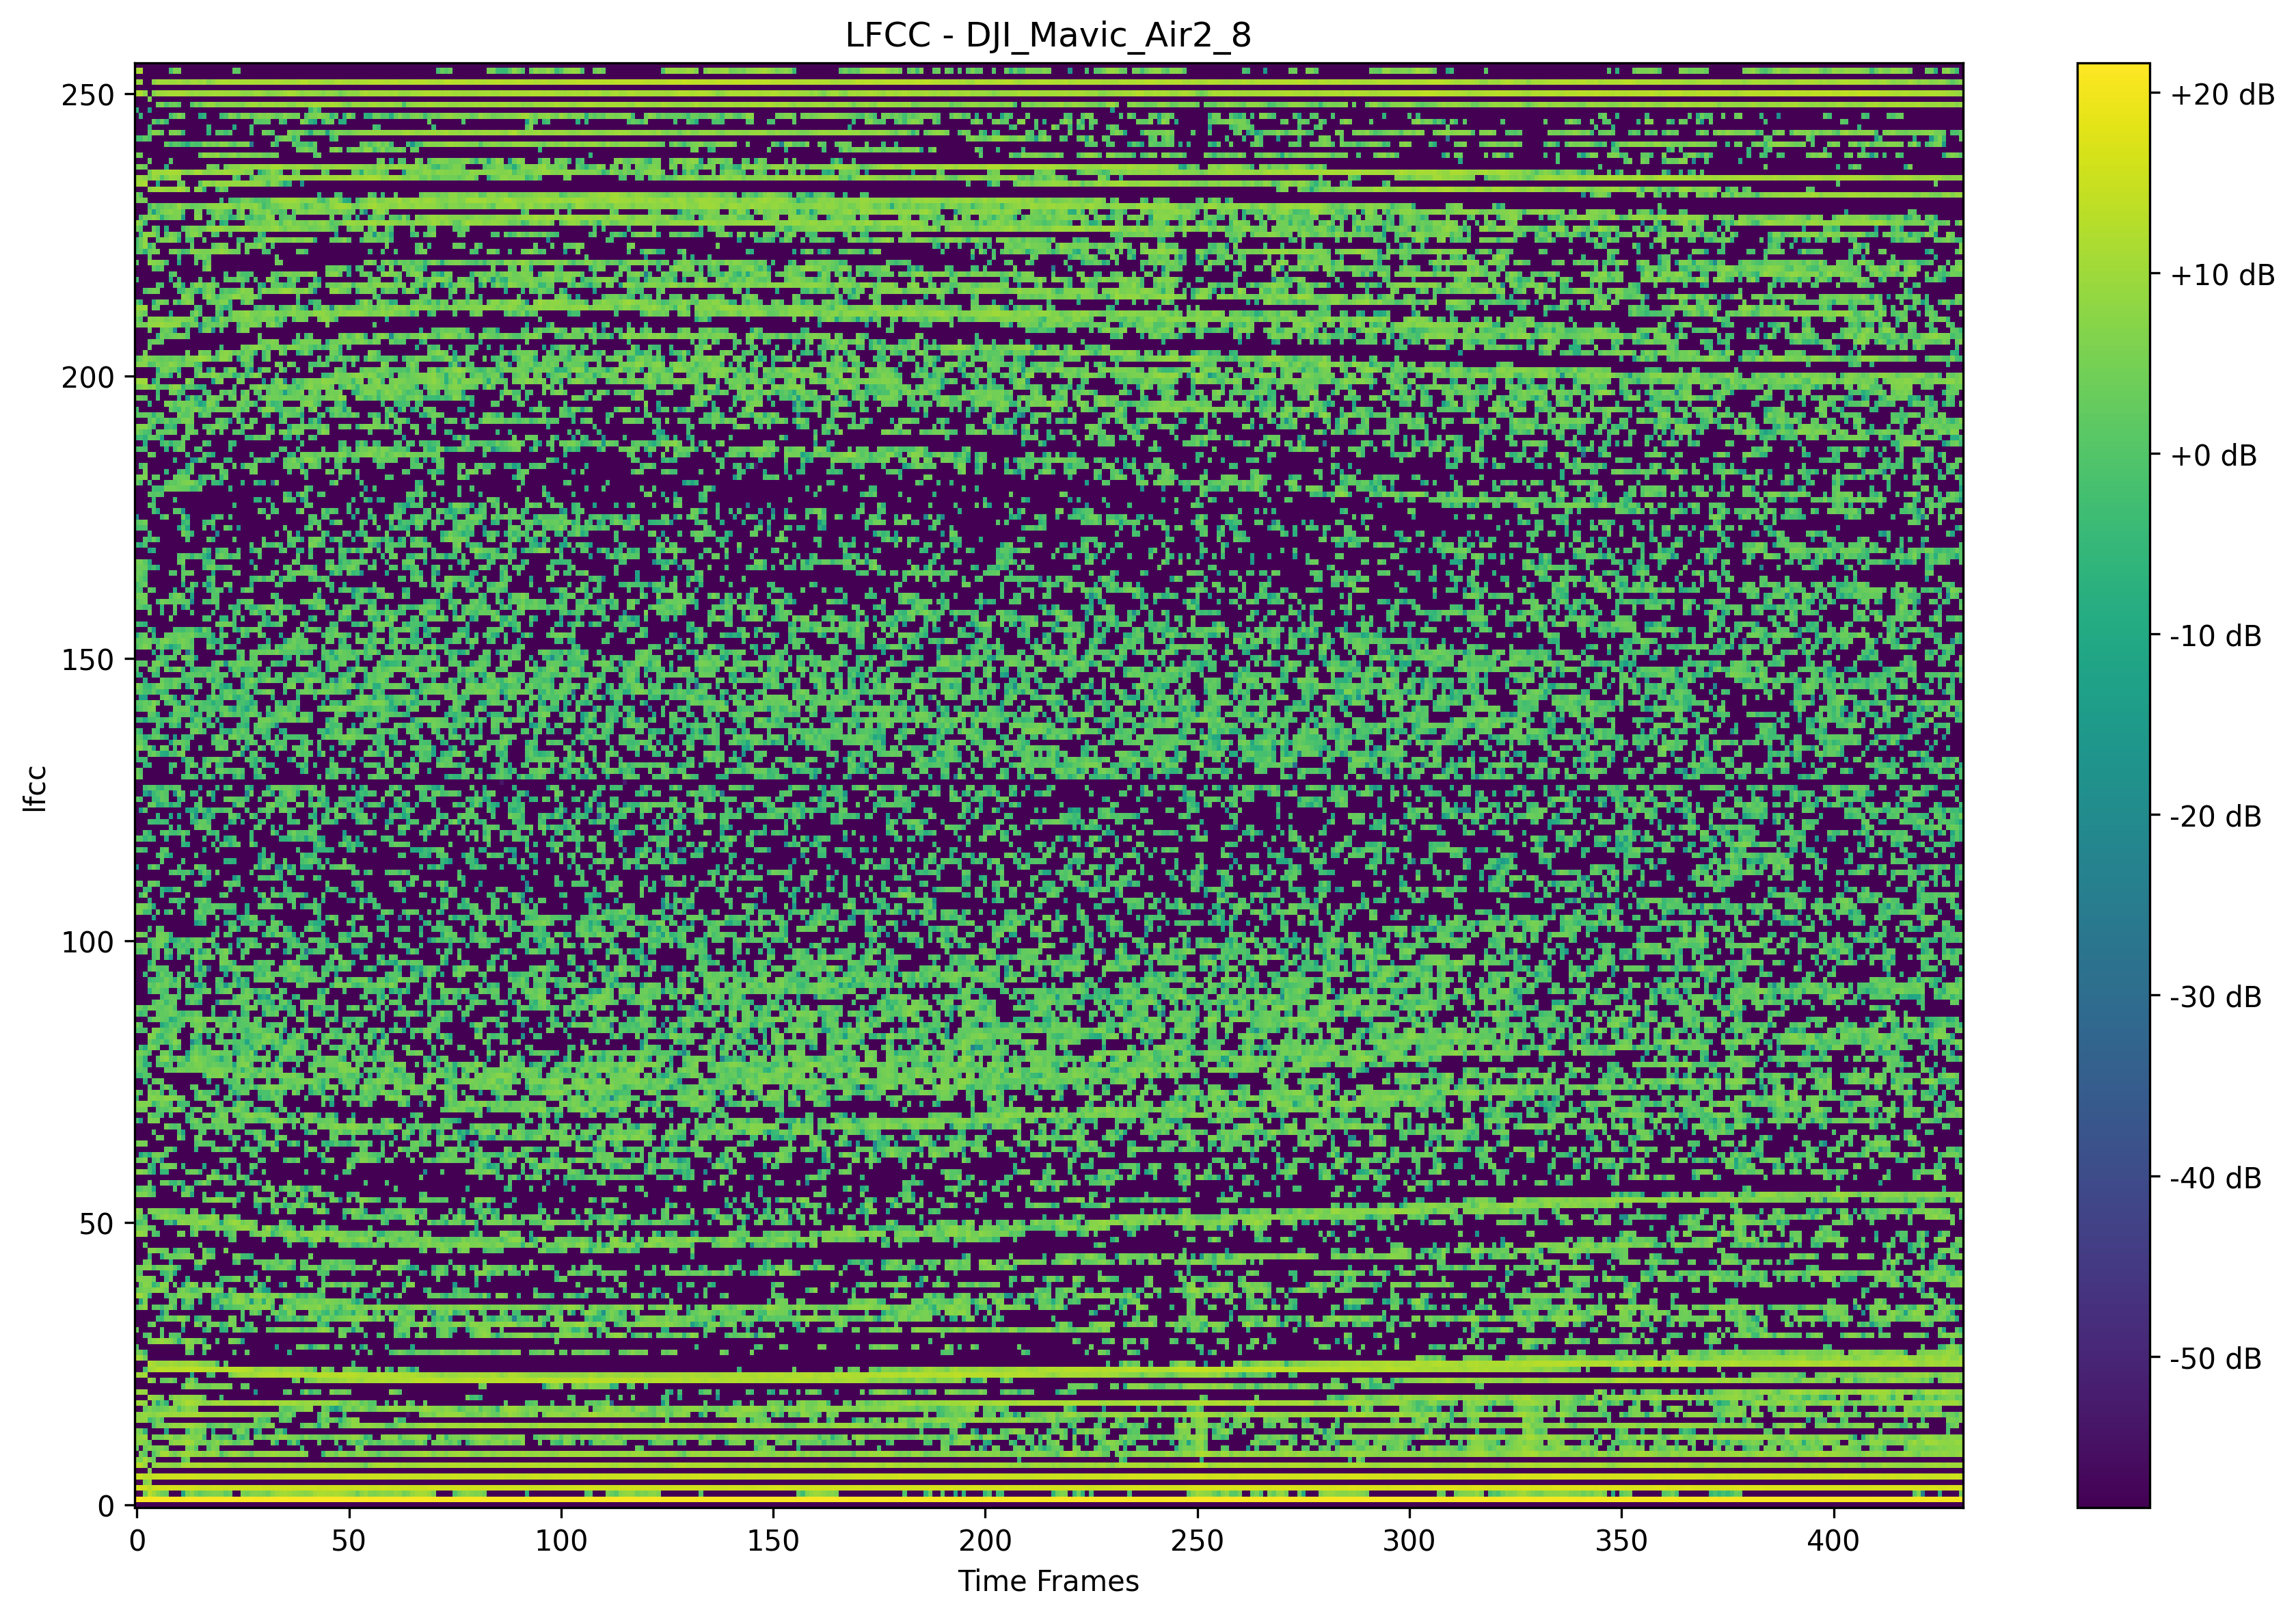 LFCC - DJI_Mavic_Air2_8
250
200
150
100
50
0
lfcc
0 50 100 150 200 250 300 350 400
Time Frames
+20 dB
+10 dB
+0 dB
-10 dB
-20 dB
-30 dB
-40 dB
-50 dB